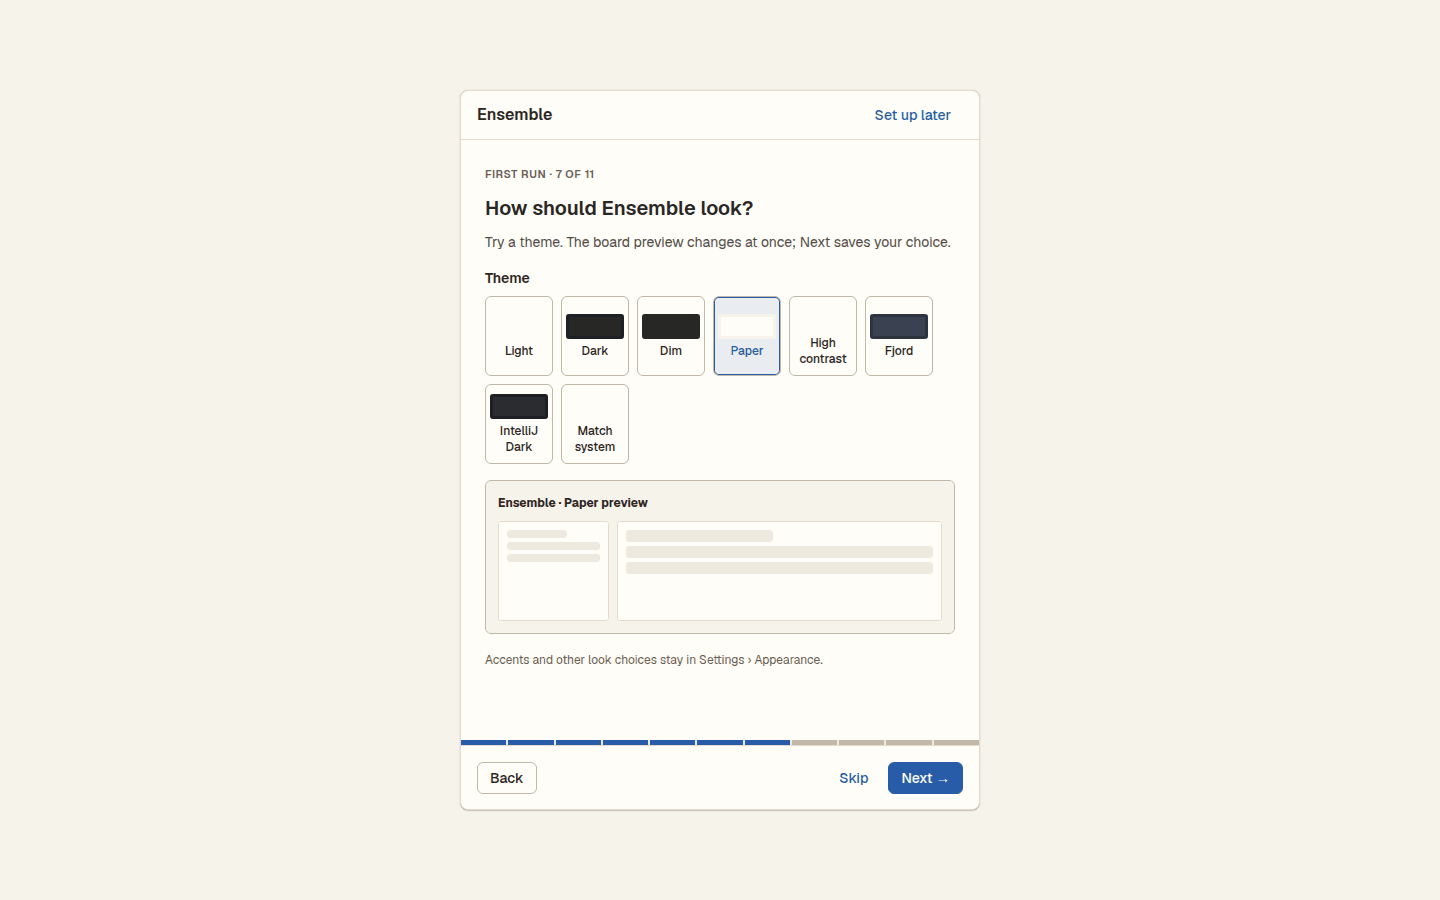 Ensemble
Set up later
FIRST RUN · 7 OF 11
How should Ensemble look?
Try a theme. The board preview changes at once; Next saves your choice.
Theme
Light
Dark
Dim
Paper
High
contrast
Fjord
IntelliJ
Dark
Match
system
Ensemble · Paper preview
Accents and other look choices stay in Settings › Appearance.
Back
Skip
Next →